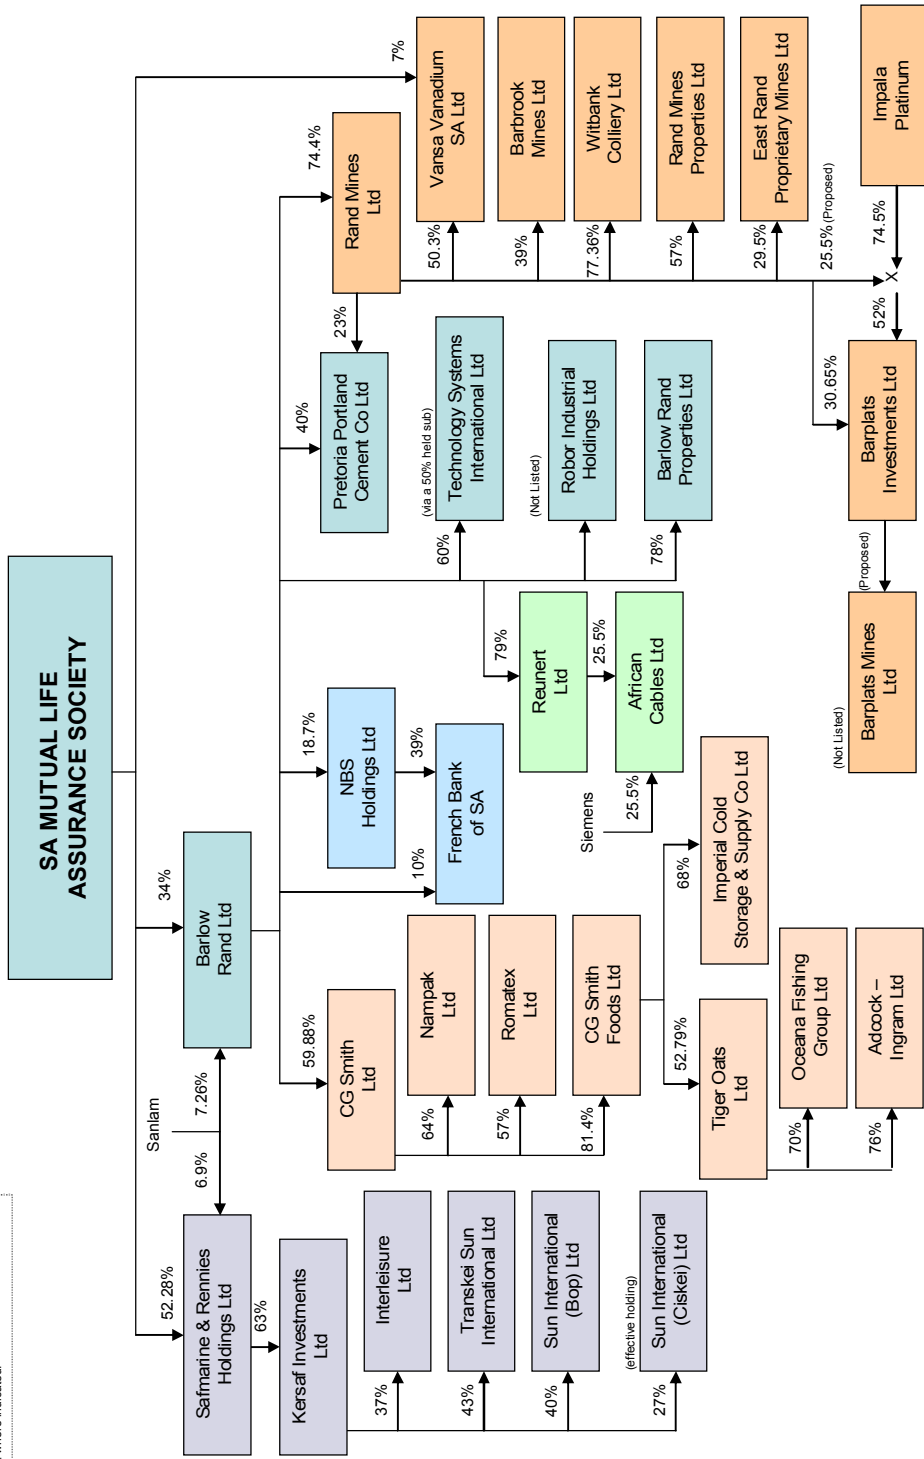 SA MUTUAL LIFE
ASSURANCE SOCIETY
52.28%
34%
7%
Sanlam
6.9%
7.26%
Safmarine & Rennies
Holdings Ltd
Barlow
Rand Ltd
63%
Kersaf Investments
Ltd
37%
Interleisure
Ltd
43%
Transkei Sun
International Ltd
40%
Sun International
(Bop) Ltd
(effective holding)
27%
Sun International
(Ciskei) Ltd
59.88%
CG Smith
Ltd
64%
Nampak
Ltd
57%
Romatex
Ltd
81.4%
CG Smith
Foods Ltd
52.79%
68%
Tiger Oats
Ltd
Imperial Cold
Storage & Supply Co Ltd
70%
Oceana Fishing
Group Ltd
76%
Adcock –
Ingram Ltd
10%
18.7%
NBS
Holdings Ltd
39%
French Bank
of SA
79%
Reunert
Ltd
25.5%
Siemens
25.5%
African
Cables Ltd
40%
23%
Pretoria Portland
Cement Co Ltd
(via a 50% held sub)
60%
Technology Systems
International Ltd
(Not Listed)
Robor Industrial
Holdings Ltd
78%
Barlow Rand
Properties Ltd
74.4%
Rand Mines
Ltd
50.3%
Vansa Vanadium
SA Ltd
39%
Barbrook
Mines Ltd
77.36%
Witbank
Colliery Ltd
57%
Rand Mines
Properties Ltd
29.5%
East Rand
Proprietary Mines Ltd
25.5% (Proposed)
30.65%
52%
X
74.5%
Impala
Platinum
Barplats
Investments Ltd
(Proposed)
(Not Listed)
Barplats Mines
Ltd